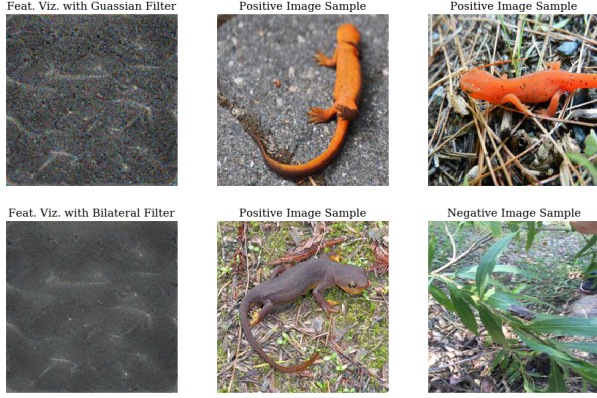 Feat. Viz. with Guassian Filter
Positive Image Sample
Positive Image Sample
Feat. Viz. with Bilateral Filter
Positive Image Sample
Negative Image Sample